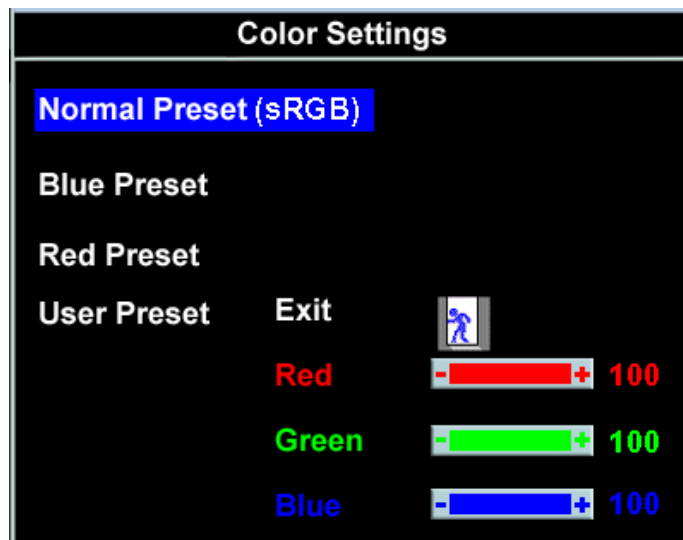 Color Settings
Normal Preset (sRGB)
Blue Preset
Red Preset
User Preset Exit
Red - + 100
Green - + 100
Blue - + 100